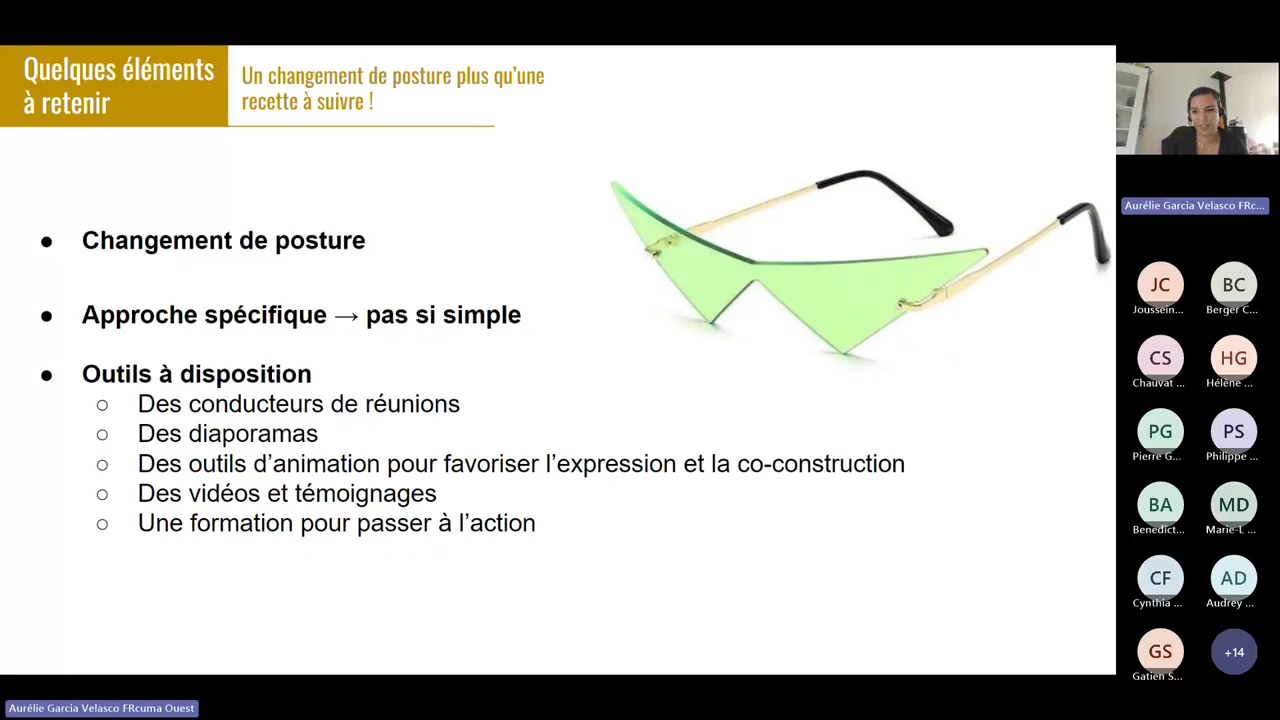 Quelques éléments
à retenir
Un changement de posture plus qu'une
recette à suivre !
● Changement de posture
● Approche spécifique → pas si simple
● Outils à disposition
○ Des conducteurs de réunions
○ Des diaporamas
○ Des outils d'animation pour favoriser l'expression et la co-construction
○ Des vidéos et témoignages
○ Une formation pour passer à l'action
Aurélie Garcia Velasco FRc...
JC
BC
Joussein...
Berger C...
CS
HG
Chauvat ...
Hélène ...
PG
PS
Pierre G...
Philippe ...
BA
MD
Benedict...
Marie-L ...
CF
AD
Cynthia ...
Audrey ...
GS
+14
Gatien S...
Aurélie Garcia Velasco FRcuma Ouest